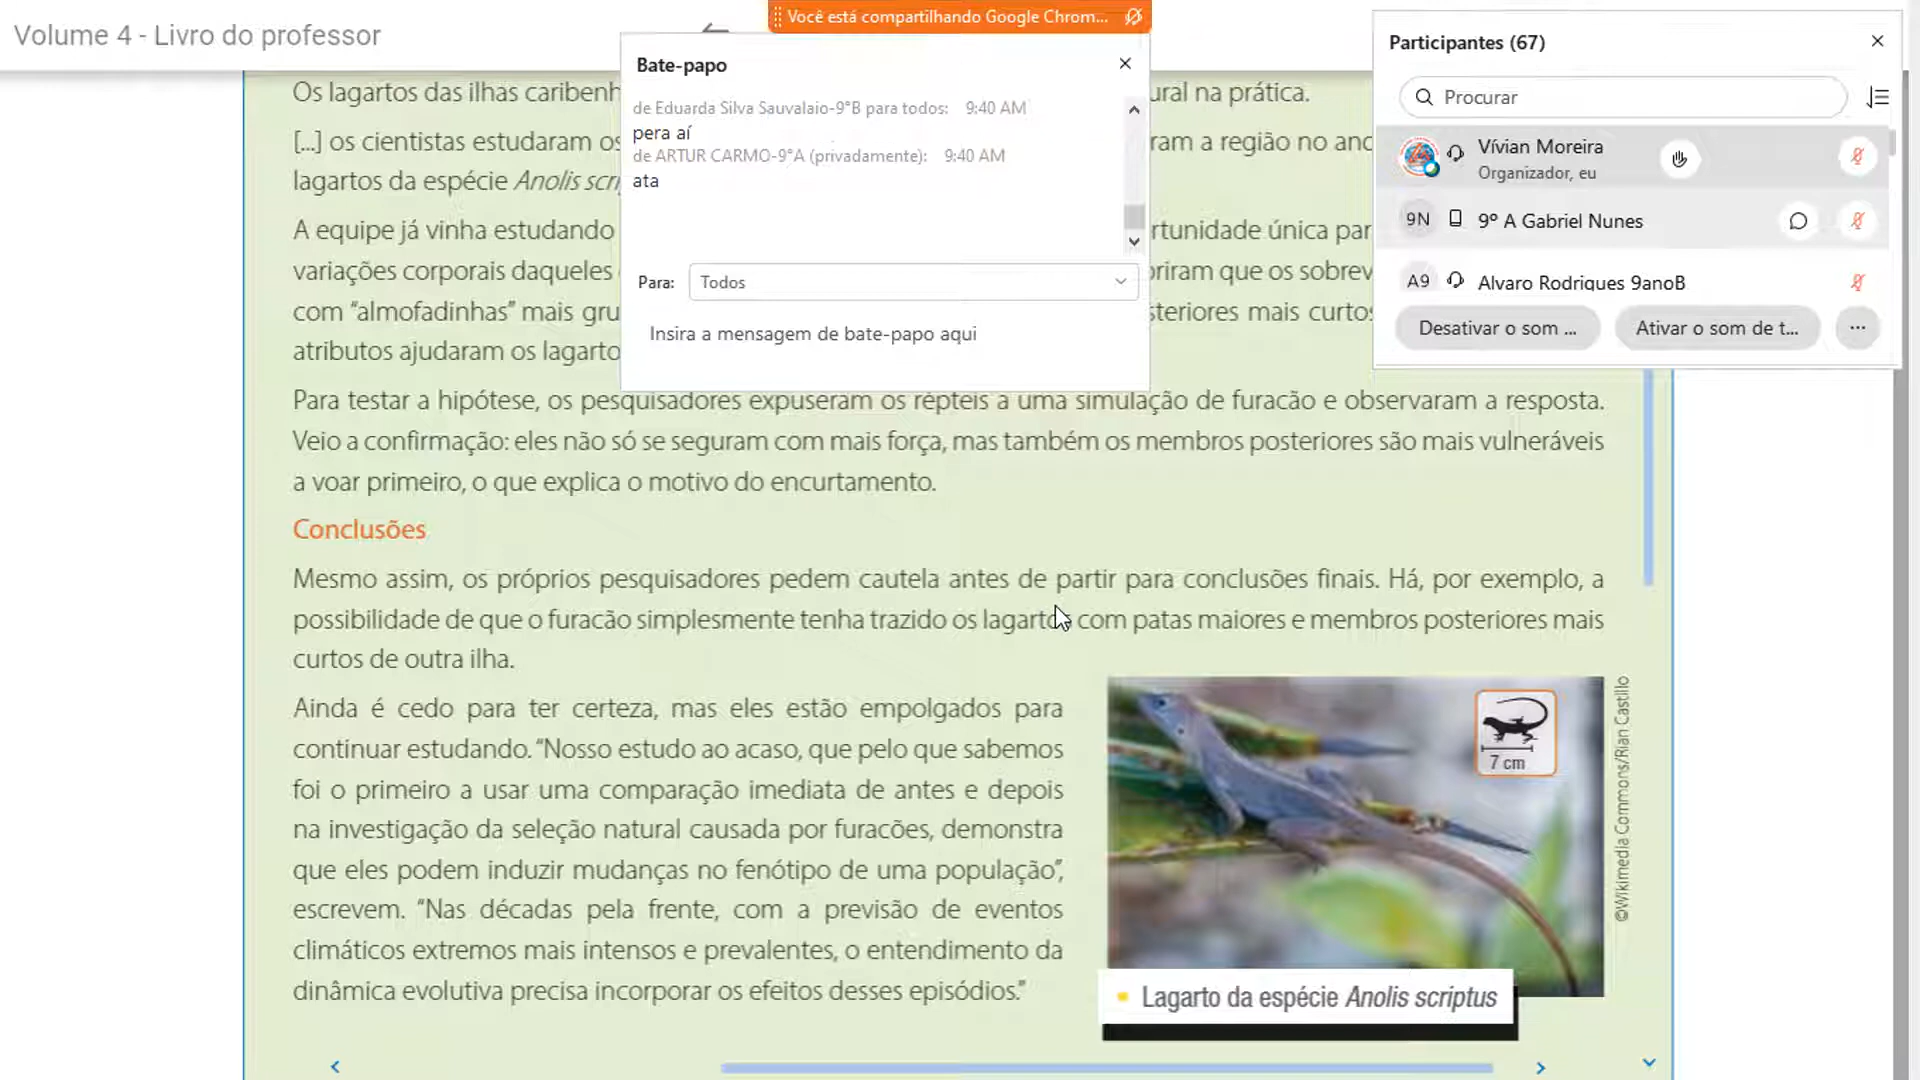 Você está compartilhando Google Chrom...
Volume 4 - Livro do professor
Bate-papo
de Eduarda Silva Sauvalaio-9°B para todos: 9:40 AM
pera aí
de ARTUR CARMO-9°A (privadamente): 9:40 AM
ata
Para: Todos
Insira a mensagem de bate-papo aqui
Participantes (67)
Procurar
Vívian Moreira
Organizador, eu
9N 9º A Gabriel Nunes
A9 Alvaro Rodrigues 9anoB
Desativar o som ... Ativar o som de t... ...
Os lagartos das ilhas ural na prática.
[...] os cientistas estudaram ram a região no
lagartos da espécie Anolis
A equipe já vinha estudando rtunidade única
variações corporais daqueles briram que os
com “almofadinhas” mais steriores mais
atributos ajudaram os
Para testar a hipótese, os pesquisadores expuseram os répteis a uma simulação de furacão e observaram a resposta.
Veio a confirmação: eles não só se seguram com mais força, mas também os membros posteriores são mais vulneráveis
a voar primeiro, o que explica o motivo do encurtamento.
Conclusões
Mesmo assim, os próprios pesquisadores pedem cautela antes de partir para conclusões finais. Há, por exemplo, a
possibilidade de que o furacão simplesmente tenha trazido os lagartos com patas maiores e membros posteriores mais
curtos de outra ilha.
Ainda é cedo para ter certeza, mas eles estão empolgados para
continuar estudando. “Nosso estudo ao acaso, que pelo que sabemos
foi o primeiro a usar uma comparação imediata de antes e depois
na investigação da seleção natural causada por furacões, demonstra
que eles podem induzir mudanças no fenótipo de uma população”,
escrevem. “Nas décadas pela frente, com a previsão de eventos
climáticos extremos mais intensos e prevalentes, o entendimento da
dinâmica evolutiva precisa incorporar os efeitos desses episódios.”
7 cm
©Wikimedia Commons/Rian Castillo
Lagarto da espécie Anolis scriptus